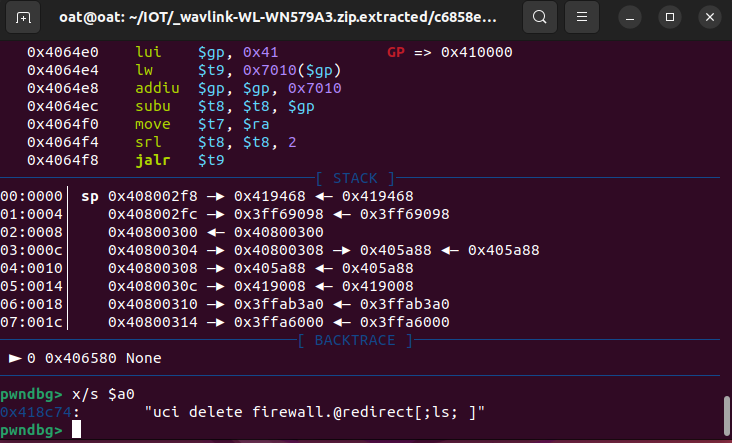 oat@oat: ~/IOT/_wavlink-WL-WN579A3.zip.extracted/c6858e...
0x4064e0 lui $gp, 0x41 GP => 0x410000
0x4064e4 lw $t9, 0x7010($gp)
0x4064e8 addiu $gp, $gp, 0x7010
0x4064ec subu $t8, $t8, $gp
0x4064f0 move $t7, $ra
0x4064f4 srl $t8, $t8, 2
0x4064f8 jalr $t9
[ STACK ]
00:0000│ sp 0x408002f8 —▸ 0x419468 ◂— 0x419468
01:0004│ 0x408002fc —▸ 0x3ff69098 ◂— 0x3ff69098
02:0008│ 0x40800300 ◂— 0x40800300
03:000c│ 0x40800304 —▸ 0x40800308 —▸ 0x405a88 ◂— 0x405a88
04:0010│ 0x40800308 —▸ 0x405a88 ◂— 0x405a88
05:0014│ 0x4080030c —▸ 0x419008 ◂— 0x419008
06:0018│ 0x40800310 —▸ 0x3ffab3a0 ◂— 0x3ffab3a0
07:001c│ 0x40800314 —▸ 0x3ffa6000 ◂— 0x3ffa6000
[ BACKTRACE ]
► 0 0x406580 None
pwndbg> x/s $a0
0x418c74: "uci delete firewall.@redirect[;ls; ]"
pwndbg>